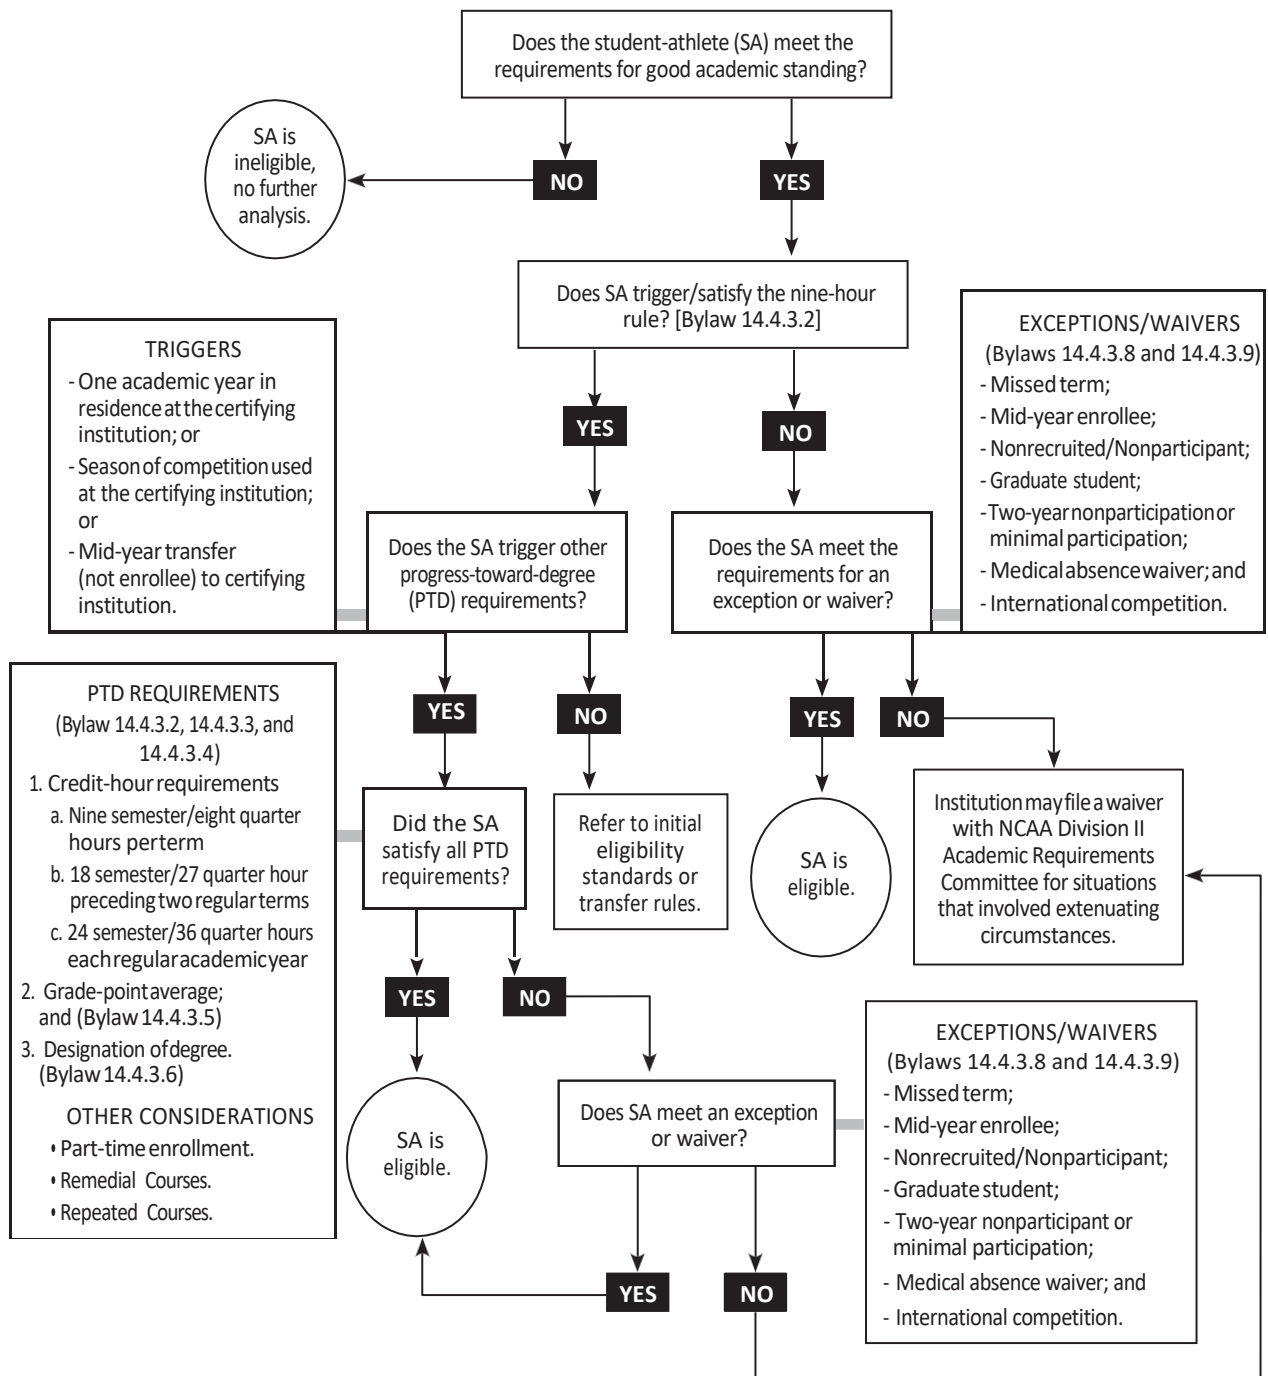 Does the student-athlete (SA) meet the
requirements for good academic standing?
SA is
ineligible,
no further
analysis.
NO
YES
Does SA trigger/satisfy the nine-hour
rule? [Bylaw 14.4.3.2]
TRIGGERS
- One academic year in
residence at the certifying
institution; or
- Season of competition used
at the certifying institution;
or
- Mid-year transfer
(not enrollee) to certifying
institution.
YES
NO
EXCEPTIONS/WAIVERS
(Bylaws 14.4.3.8 and 14.4.3.9)
- Missed term;
- Mid-year enrollee;
- Nonrecruited/Nonparticipant;
- Graduate student;
- Two-year nonparticipation or
minimal participation;
- Medical absence waiver; and
- International competition.
Does the SA trigger other
progress-toward-degree
(PTD) requirements?
Does the SA meet the
requirements for an
exception or waiver?
YES
NO
YES
NO
PTD REQUIREMENTS
(Bylaw 14.4.3.2, 14.4.3.3, and
14.4.3.4)
1. Credit-hour requirements
a. Nine semester/eight quarter
hours per term
b. 18 semester/27 quarter hour
preceding two regular terms
c. 24 semester/36 quarter hours
each regular academic year
2. Grade-point average;
and (Bylaw 14.4.3.5)
3. Designation of degree.
(Bylaw 14.4.3.6)
OTHER CONSIDERATIONS
• Part-time enrollment.
• Remedial Courses.
• Repeated Courses.
Did the SA
satisfy all PTD
requirements?
Refer to initial
eligibility
standards or
transfer rules.
SA is
eligible.
Institution may file a waiver
with NCAA Division II
Academic Requirements
Committee for situations
that involved extenuating
circumstances.
YES
NO
SA is
eligible.
Does SA meet an exception
or waiver?
EXCEPTIONS/WAIVERS
(Bylaws 14.4.3.8 and 14.4.3.9)
- Missed term;
- Mid-year enrollee;
- Nonrecruited/Nonparticipant;
- Graduate student;
- Two-year nonparticipant or
minimal participation;
- Medical absence waiver; and
- International competition.
YES
NO